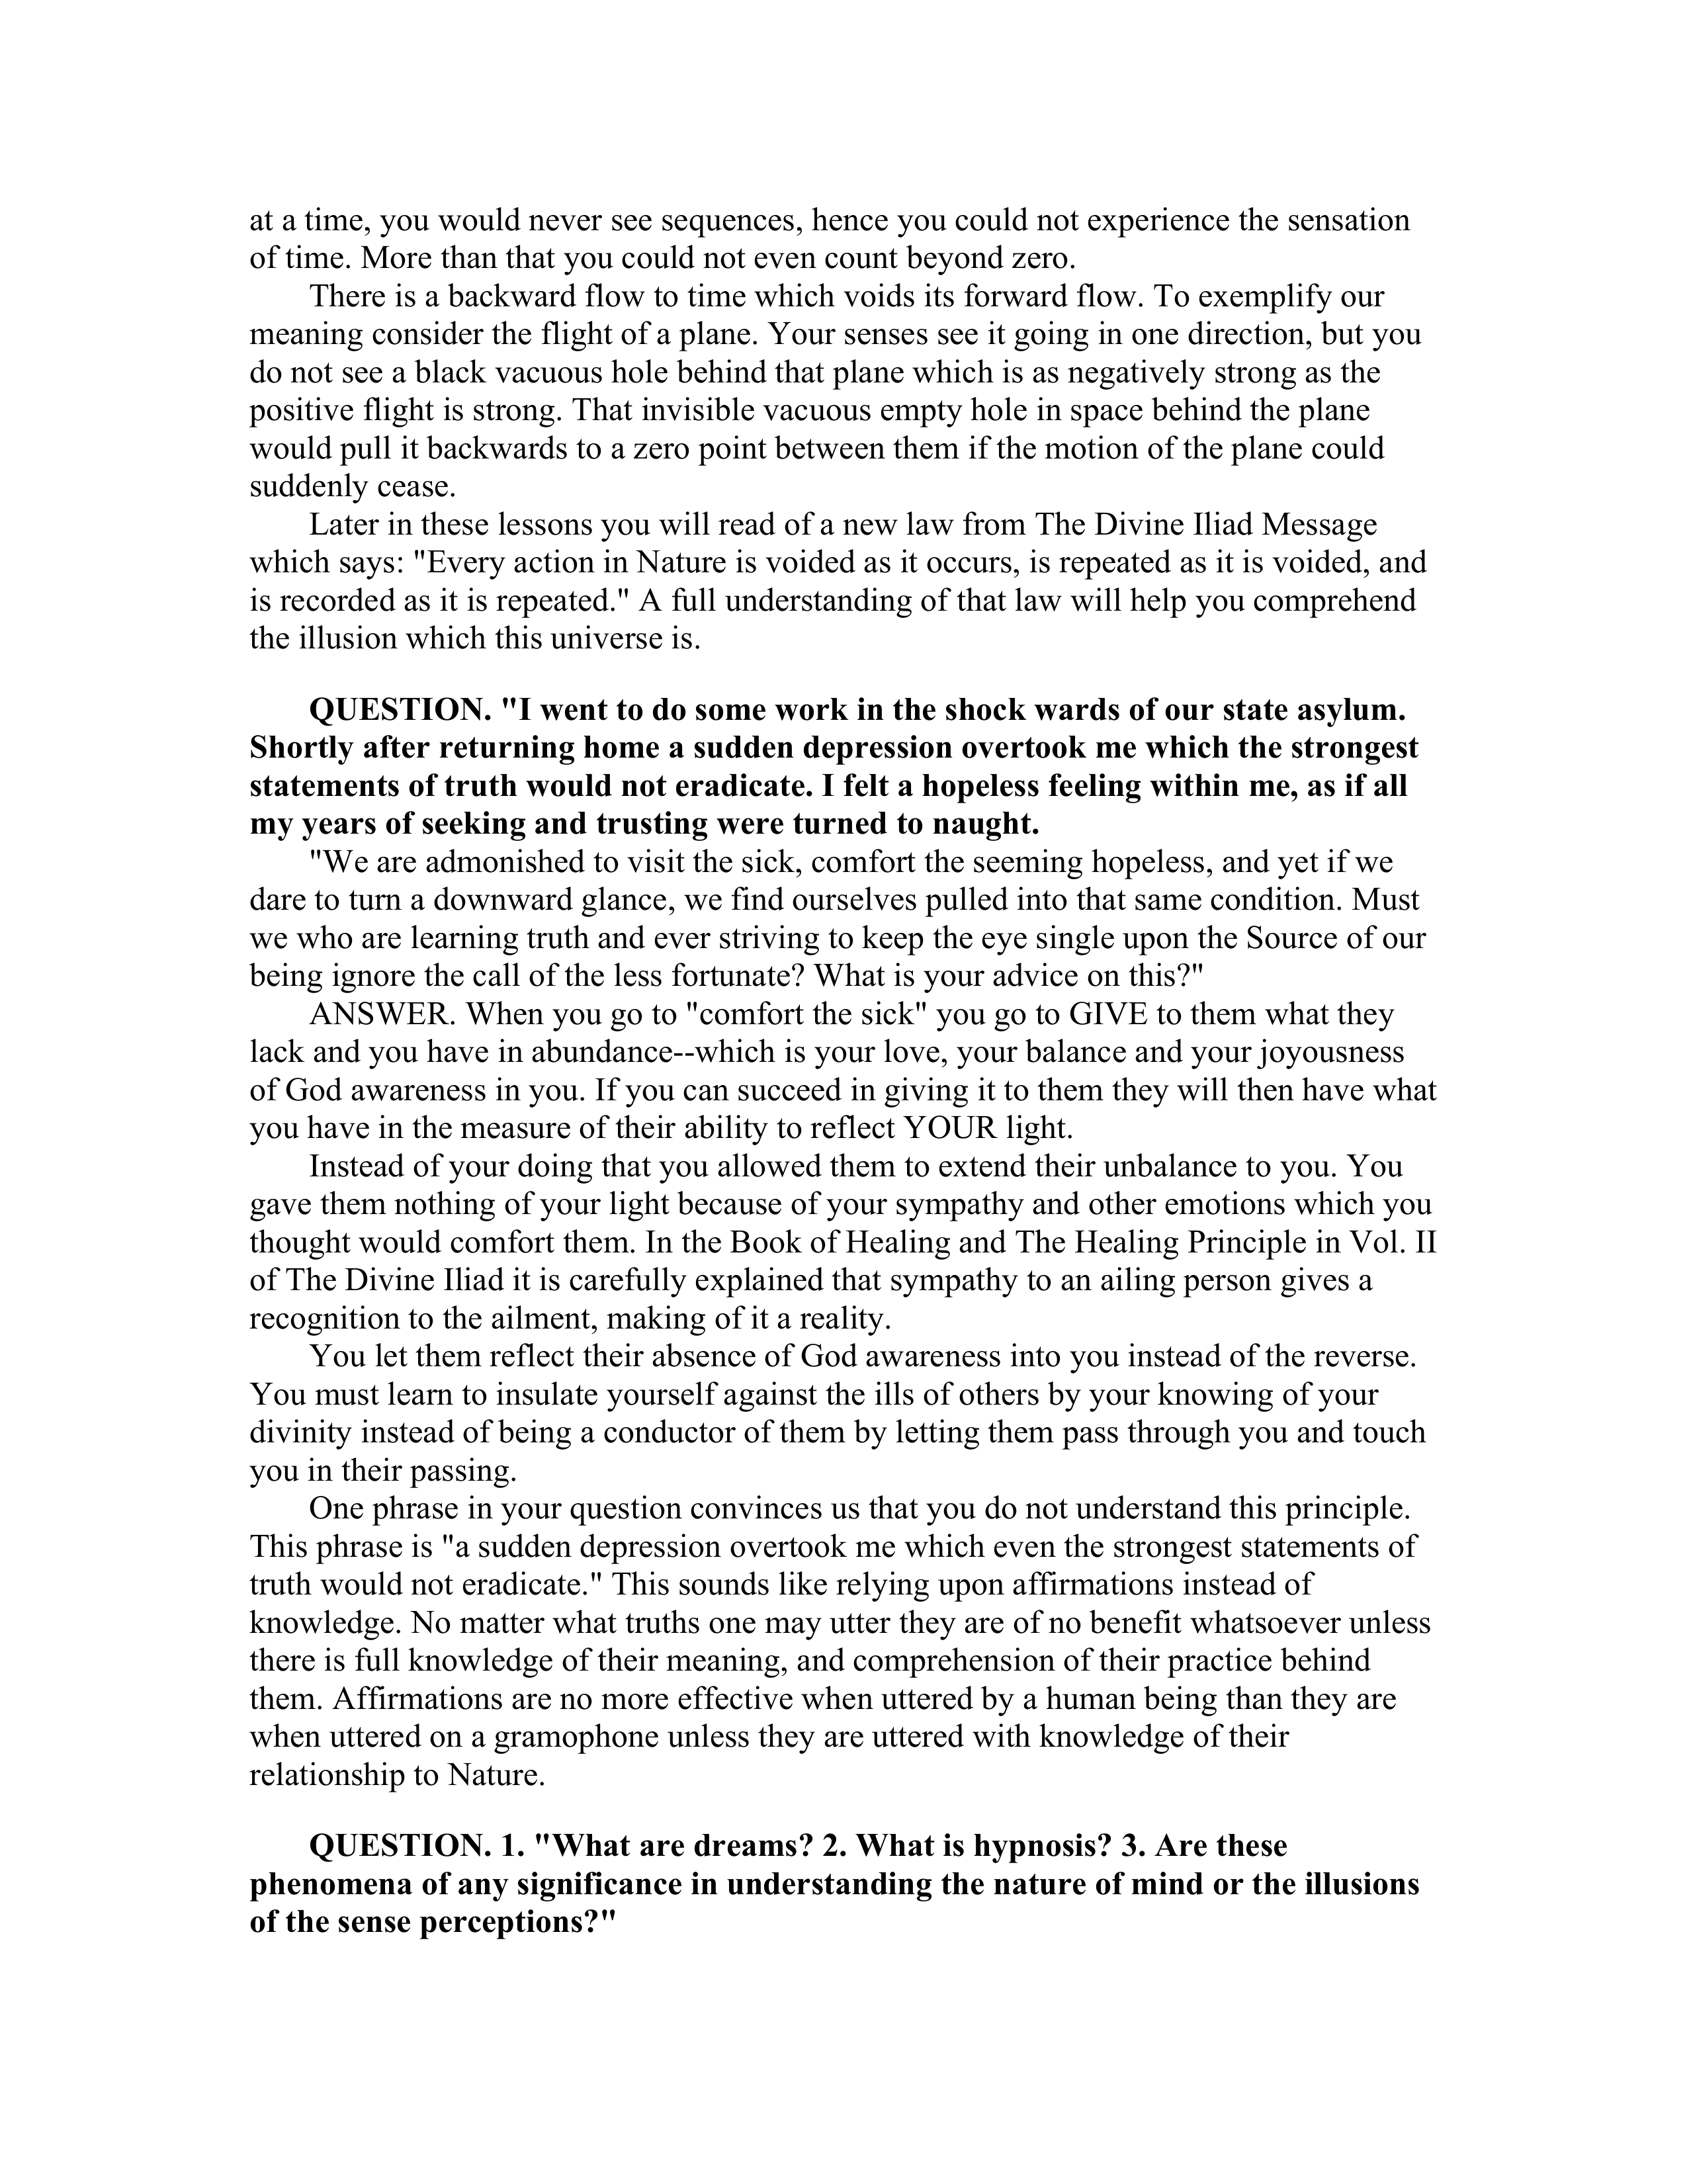 at a time, you would never see sequences, hence you could not experience the sensation
of time. More than that you could not even count beyond zero.
There is a backward flow to time which voids its forward flow. To exemplify our
meaning consider the flight of a plane. Your senses see it going in one direction, but you
do not see a black vacuous hole behind that plane which is as negatively strong as the
positive flight is strong. That invisible vacuous empty hole in space behind the plane
would pull it backwards to a zero point between them if the motion of the plane could
suddenly cease.
Later in these lessons you will read of a new law from The Divine Iliad Message
which says: "Every action in Nature is voided as it occurs, is repeated as it is voided, and
is recorded as it is repeated." A full understanding of that law will help you comprehend
the illusion which this universe is.
QUESTION. "I went to do some work in the shock wards of our state asylum.
Shortly after returning home a sudden depression overtook me which the strongest
statements of truth would not eradicate. I felt a hopeless feeling within me, as if all
my years of seeking and trusting were turned to naught.
"We are admonished to visit the sick, comfort the seeming hopeless, and yet if we
dare to turn a downward glance, we find ourselves pulled into that same condition. Must
we who are learning truth and ever striving to keep the eye single upon the Source of our
being ignore the call of the less fortunate? What is your advice on this?"
ANSWER. When you go to "comfort the sick" you go to GIVE to them what they
lack and you have in abundance--which is your love, your balance and your joyousness
of God awareness in you. If you can succeed in giving it to them they will then have what
you have in the measure of their ability to reflect YOUR light.
Instead of your doing that you allowed them to extend their unbalance to you. You
gave them nothing of your light because of your sympathy and other emotions which you
thought would comfort them. In the Book of Healing and The Healing Principle in Vol. II
of The Divine Iliad it is carefully explained that sympathy to an ailing person gives a
recognition to the ailment, making of it a reality.
You let them reflect their absence of God awareness into you instead of the reverse.
You must learn to insulate yourself against the ills of others by your knowing of your
divinity instead of being a conductor of them by letting them pass through you and touch
you in their passing.
One phrase in your question convinces us that you do not understand this principle.
This phrase is "a sudden depression overtook me which even the strongest statements of
truth would not eradicate." This sounds like relying upon affirmations instead of
knowledge. No matter what truths one may utter they are of no benefit whatsoever unless
there is full knowledge of their meaning, and comprehension of their practice behind
them. Affirmations are no more effective when uttered by a human being than they are
when uttered on a gramophone unless they are uttered with knowledge of their
relationship to Nature.
QUESTION. 1. "What are dreams? 2. What is hypnosis? 3. Are these
phenomena of any significance in understanding the nature of mind or the illusions
of the sense perceptions?"